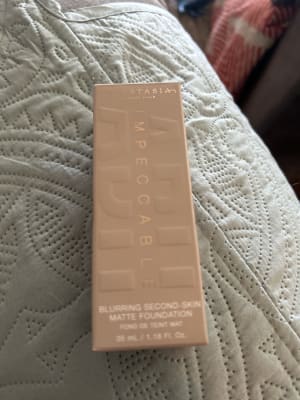 IMPECCABLE
BLURRING SECOND-SKIN
MATTE FOUNDATION
FOND DE TEINT MAT
35 mL / 1.18 Fl. Oz.